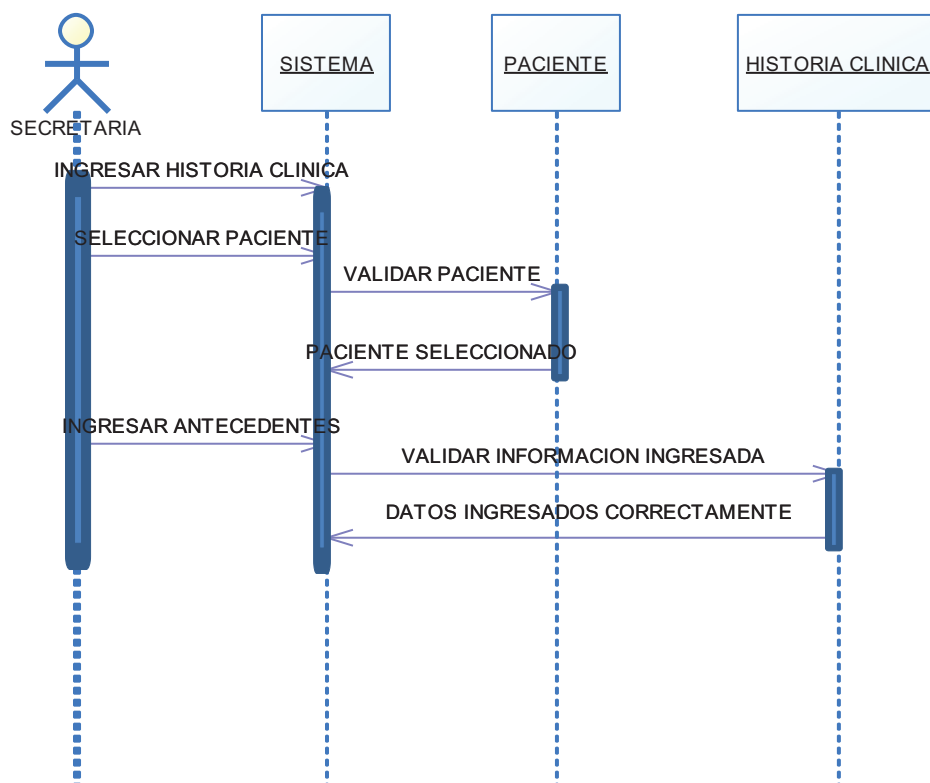 SISTEMA
PACIENTE
HISTORIA CLINICA
SECRETARIA
INGRESAR HISTORIA CLINICA
SELECCIONAR PACIENTE
VALIDAR PACIENTE
PACIENTE SELECCIONADO
INGRESAR ANTECEDENTES
VALIDAR INFORMACION INGRESADA
DATOS INGRESADOS CORRECTAMENTE